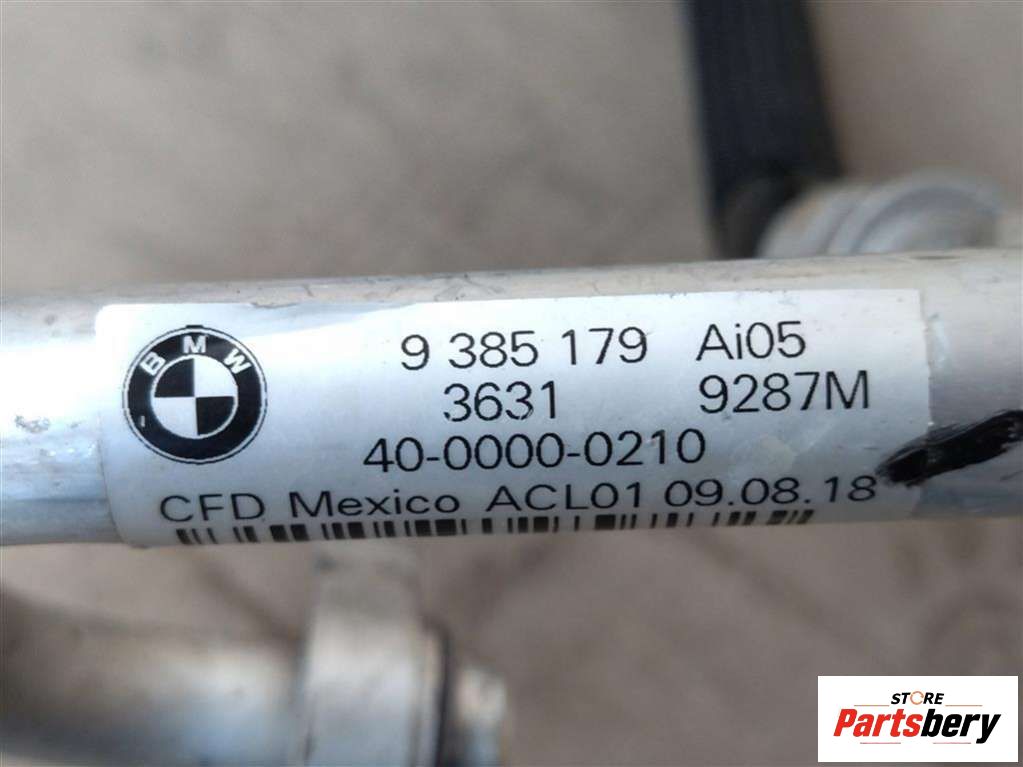 BMW
9 385 179 Ai05
3631 9287M
40-0000-0210
CFD Mexico ACL01 09.08.18
STORE
Partsbery